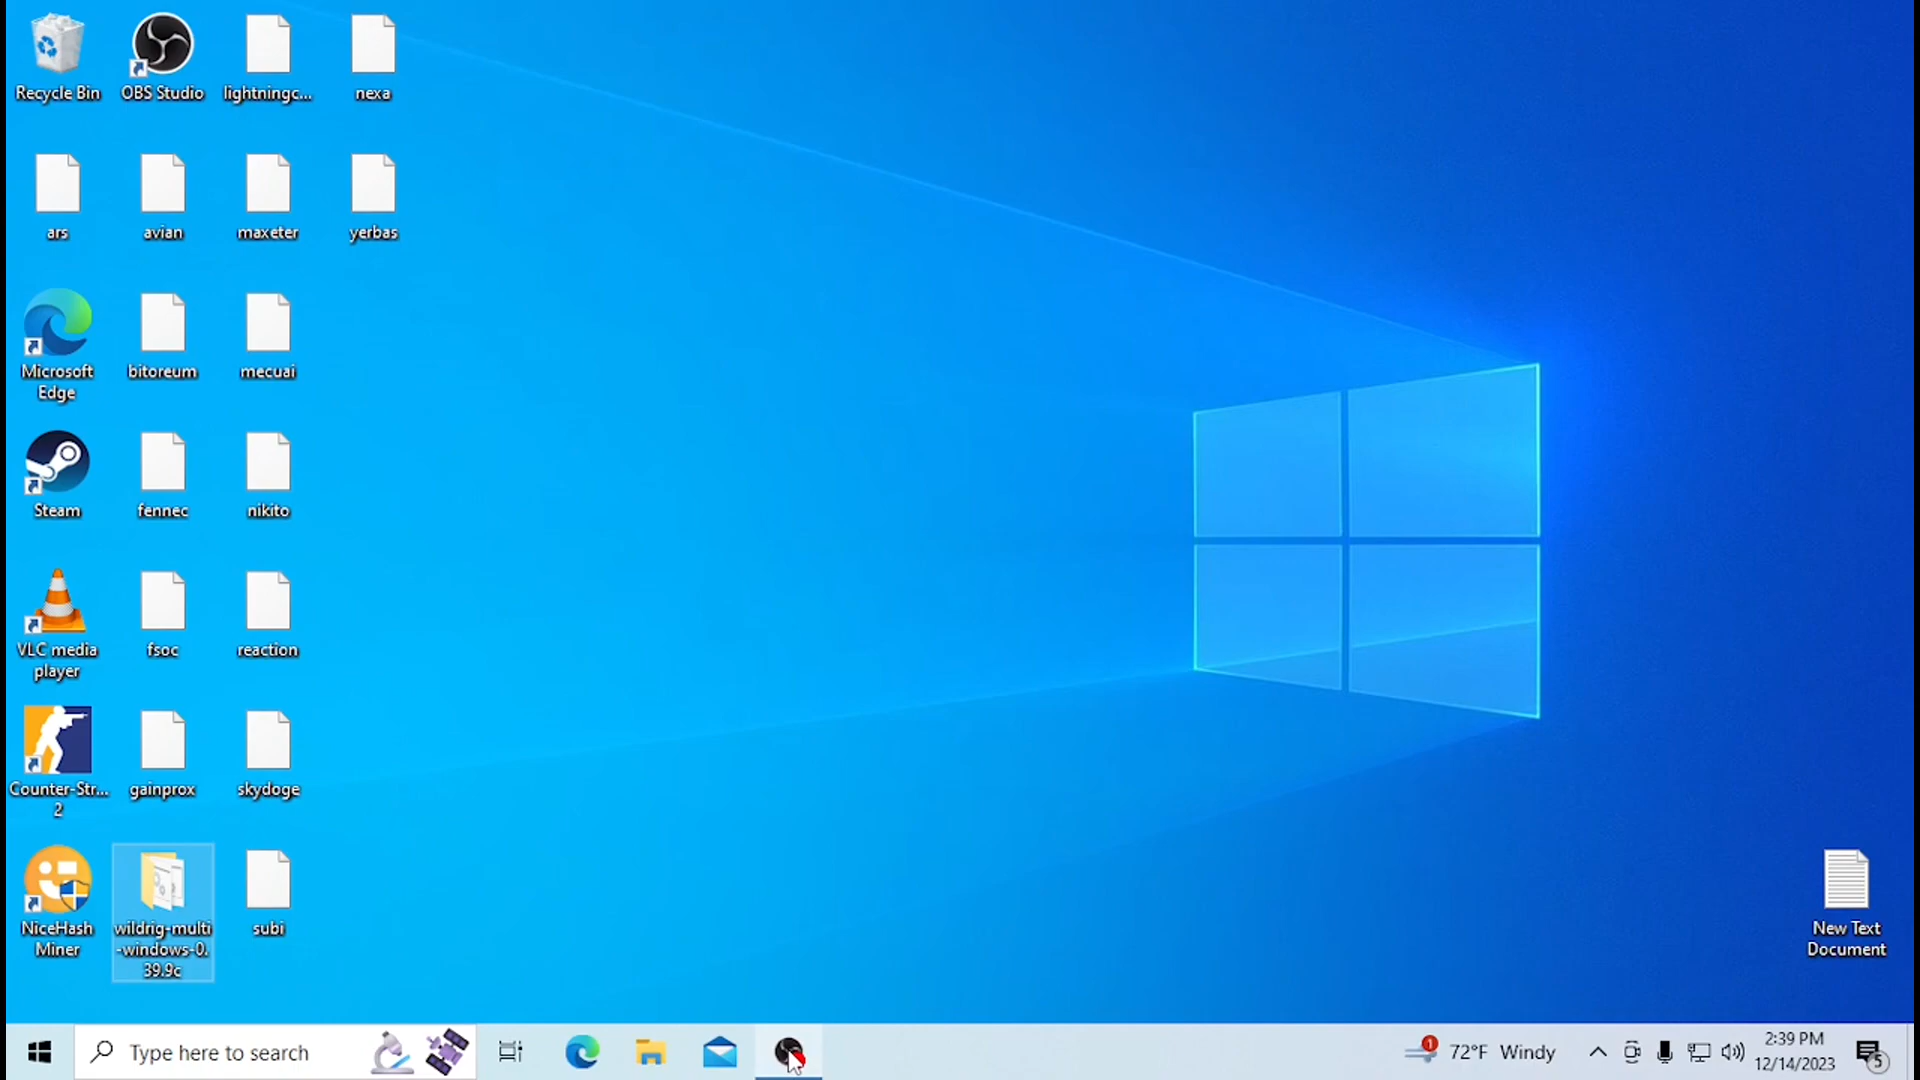 Recycle Bin
OBS Studio
lightningc...
nexa
ars
avian
maxeter
yerbas
Microsoft
Edge
bitoreum
mecuai
Steam
fennec
nikito
VLC media
player
fsoc
reaction
Counter-Str...
2
gainprox
skydoge
NiceHash
Miner
wildrig-multi
-windows-0.
39.9c
subi
New Text
Document
Type here to search
1
72°F Windy
2:39 PM
12/14/2023
5